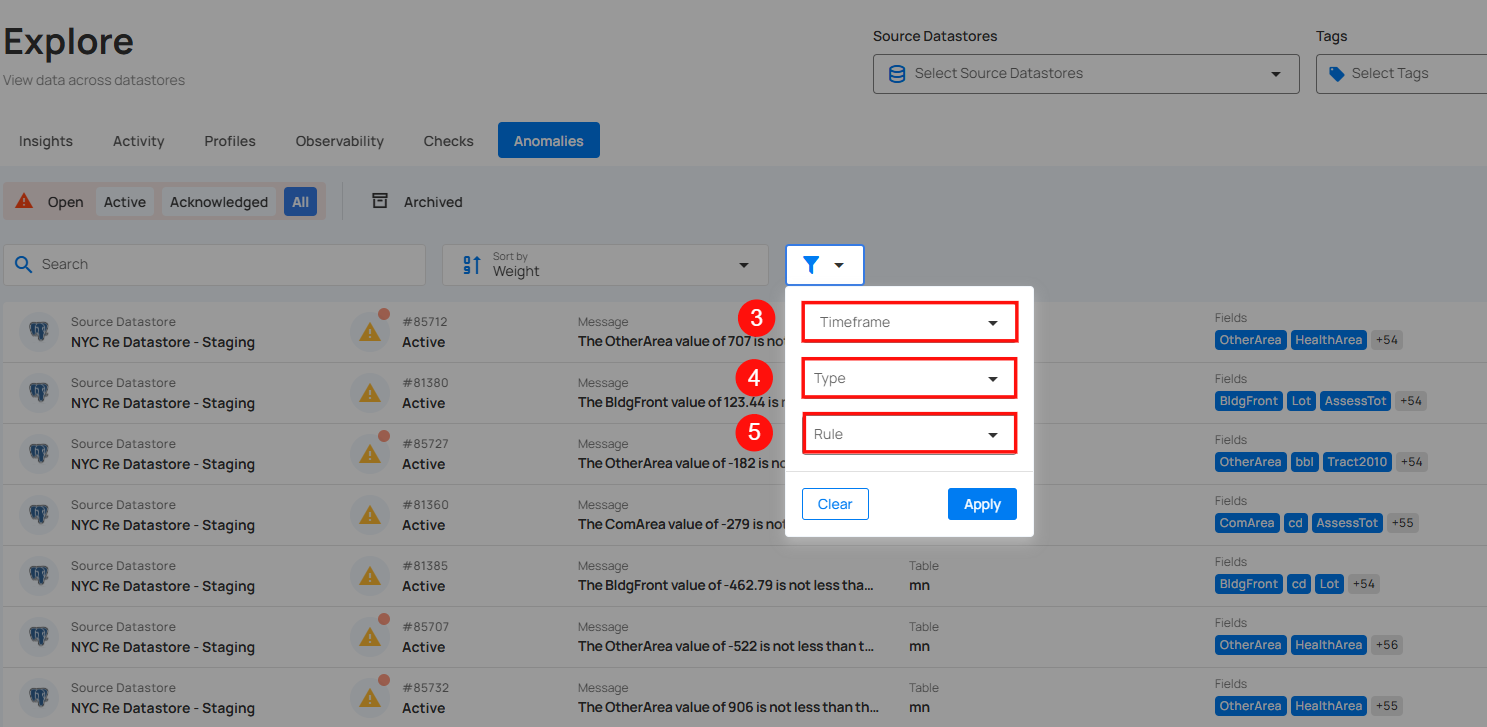 Explore
View data across datastores
Source Datastores
Select Source Datastores
Tags
Select Tags
Insights Activity Profiles Observability Checks Anomalies
Open Active Acknowledged All Archived
Search
Sort by
Weight
3 Timeframe
4 Type
5 Rule
Clear Apply
Source Datastore #85712 Message Fields
NYC Re Datastore - Staging Active The OtherArea value of 707 is no OtherArea HealthArea +54
Source Datastore #81380 Message Fields
NYC Re Datastore - Staging Active The BldgFront value of 123.44 is BldgFront Lot AssessTot +54
Source Datastore #85727 Message Fields
NYC Re Datastore - Staging Active The OtherArea value of -182 is no OtherArea bbl Tract2010 +54
Source Datastore #81360 Message Fields
NYC Re Datastore - Staging Active The ComArea value of -279 is no ComArea cd AssessTot +55
Source Datastore #81385 Message Table Fields
NYC Re Datastore - Staging Active The BldgFront value of -462.79 is not less tha... mn BldgFront cd Lot +54
Source Datastore #85707 Message Table Fields
NYC Re Datastore - Staging Active The OtherArea value of -522 is not less than t... mn OtherArea HealthArea +56
Source Datastore #85732 Message Table Fields
NYC Re Datastore - Staging Active The OtherArea value of 906 is not less than th... mn OtherArea HealthArea +55